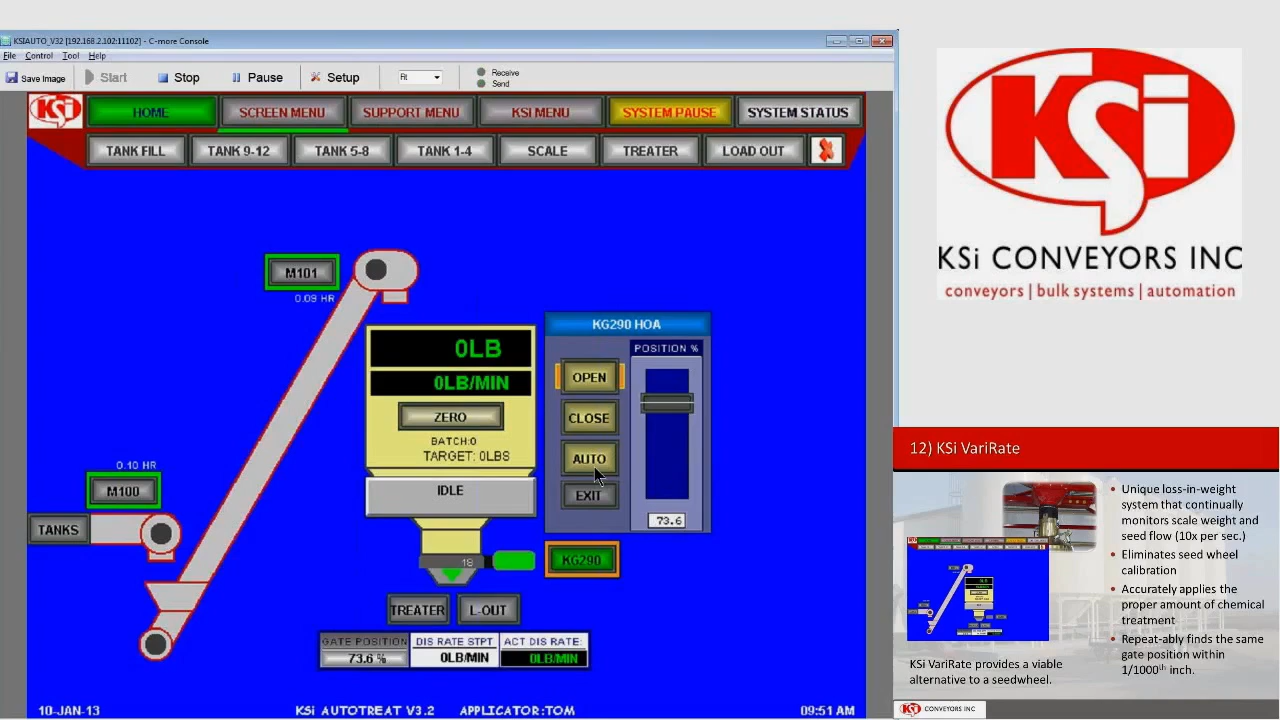 KSIAUTO_V32 [192.168.2.102:11102] - C-more Console
File Control Tool Help
Save Image Start Stop Pause Setup Fit Receive
Send
KSi HOME SCREEN MENU SUPPORT MENU KSI MENU SYSTEM PAUSE SYSTEM STATUS
TANK FILL TANK 9-12 TANK 5-8 TANK 1-4 SCALE TREATER LOAD OUT X
M101
0.09 HR
0LB
0LB/MIN
ZERO
BATCH:0
TARGET: 0LBS
IDLE
KG290 HOA
POSITION %
OPEN
CLOSE
AUTO
EXIT
73.6
0.10 HR
M100
TANKS
18
KG290
TREATER L-OUT
GATE POSITION DIS RATE STPT ACT DIS RATE:
73.6 % 0LB/MIN 0LB/MIN
10-JAN-13 KSi AUTOTREAT V3.2 APPLICATOR:TOM 09:51 AM
KSi
KSi CONVEYORS INC
conveyors | bulk systems | automation
12) KSi VariRate
• Unique loss-in-weight
system that continually
monitors scale weight and
seed flow (10x per sec.)
• Eliminates seed wheel
calibration
• Accurately applies the
proper amount of chemical
treatment
• Repeat-ably finds the same
gate position within
1/1000th inch.
KSi VariRate provides a viable
alternative to a seedwheel.
KSi CONVEYORS INC